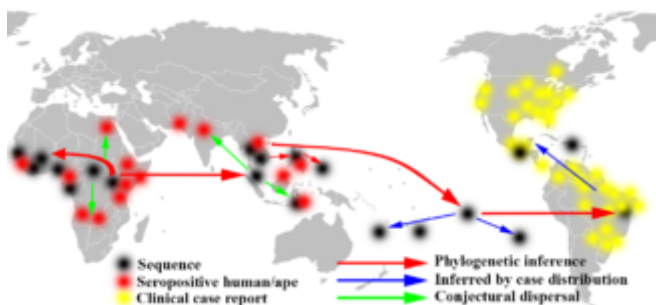 Sequence
Seropositive human/ape
Clinical case report
Phylogenetic inference
Inferred by case distribution
Conjectural dispersal